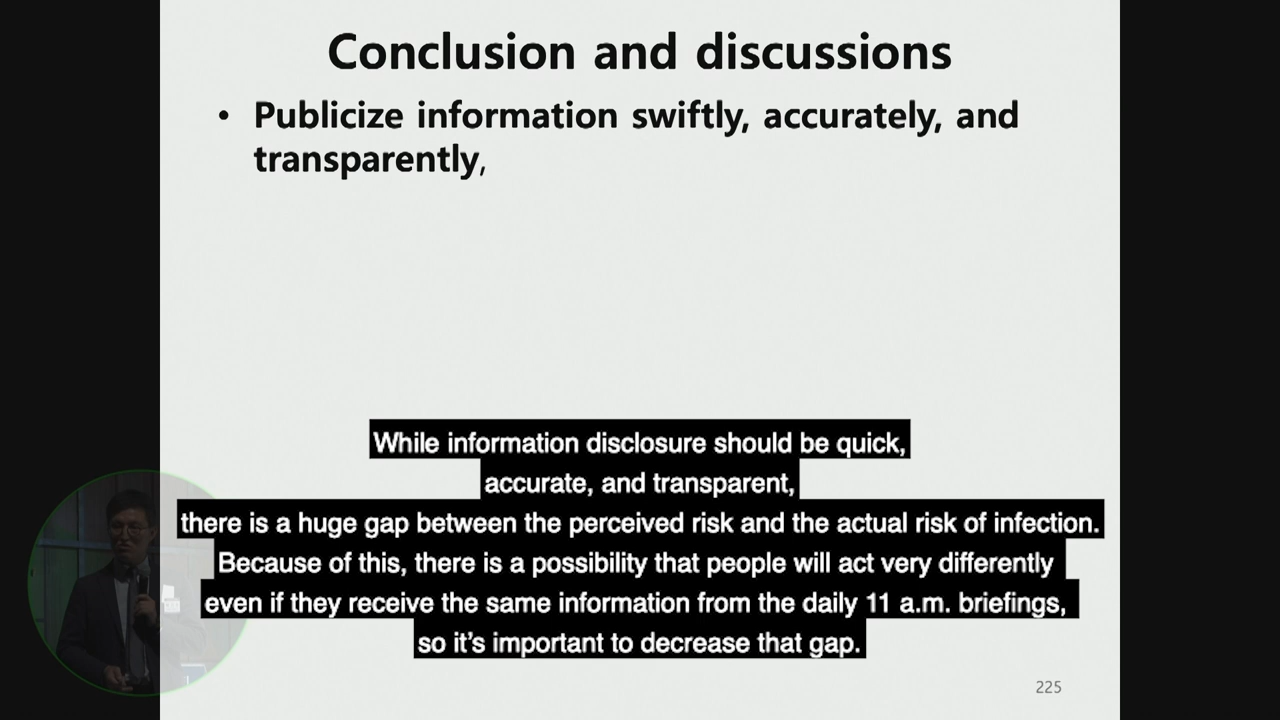 Conclusion and discussions
• Publicize information swiftly, accurately, and
transparently,
While information disclosure should be quick,
accurate, and transparent,
there is a huge gap between the perceived risk and the actual risk of infection.
Because of this, there is a possibility that people will act very differently
even if they receive the same information from the daily 11 a.m. briefings,
so it’s important to decrease that gap.
225